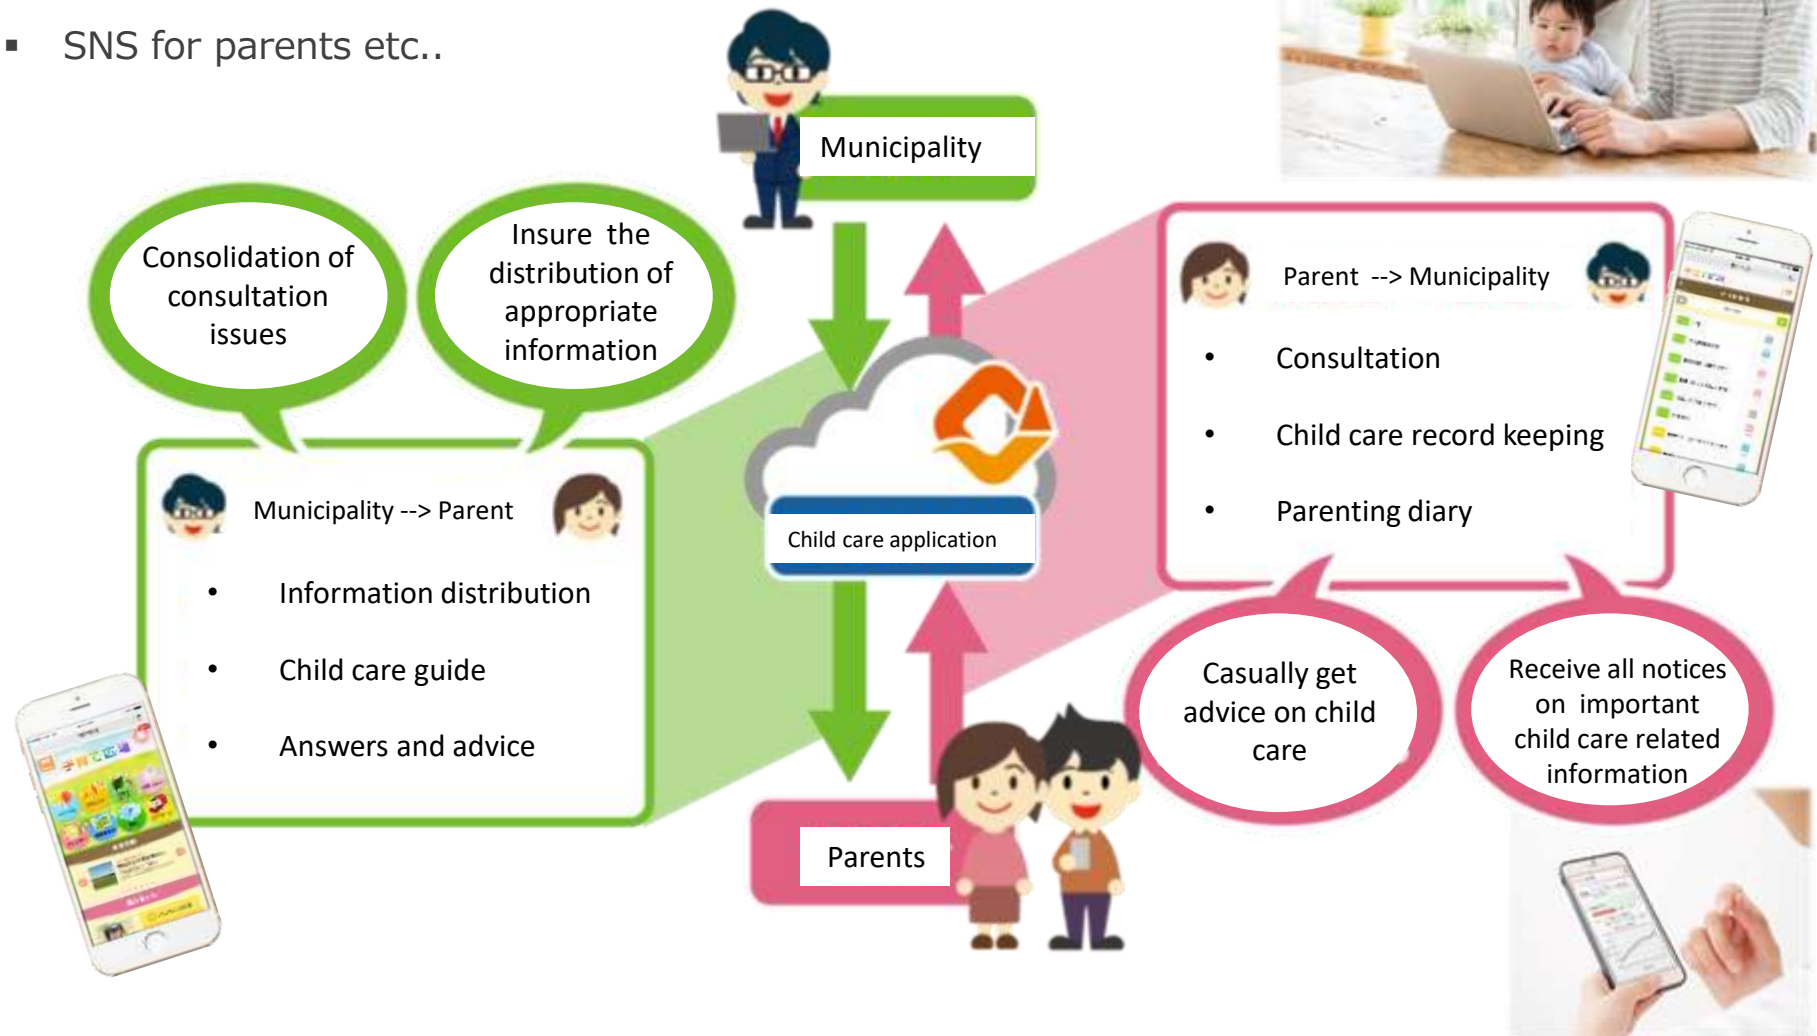 ▪ SNS for parents etc..
Municipality
Consolidation of
consultation
issues
Insure the
distribution of
appropriate
information
Municipality --> Parent
• Information distribution
• Child care guide
• Answers and advice
Child care application
Parent --> Municipality
• Consultation
• Child care record keeping
• Parenting diary
Casually get
advice on child
care
Receive all notices
on important
child care related
information
Parents